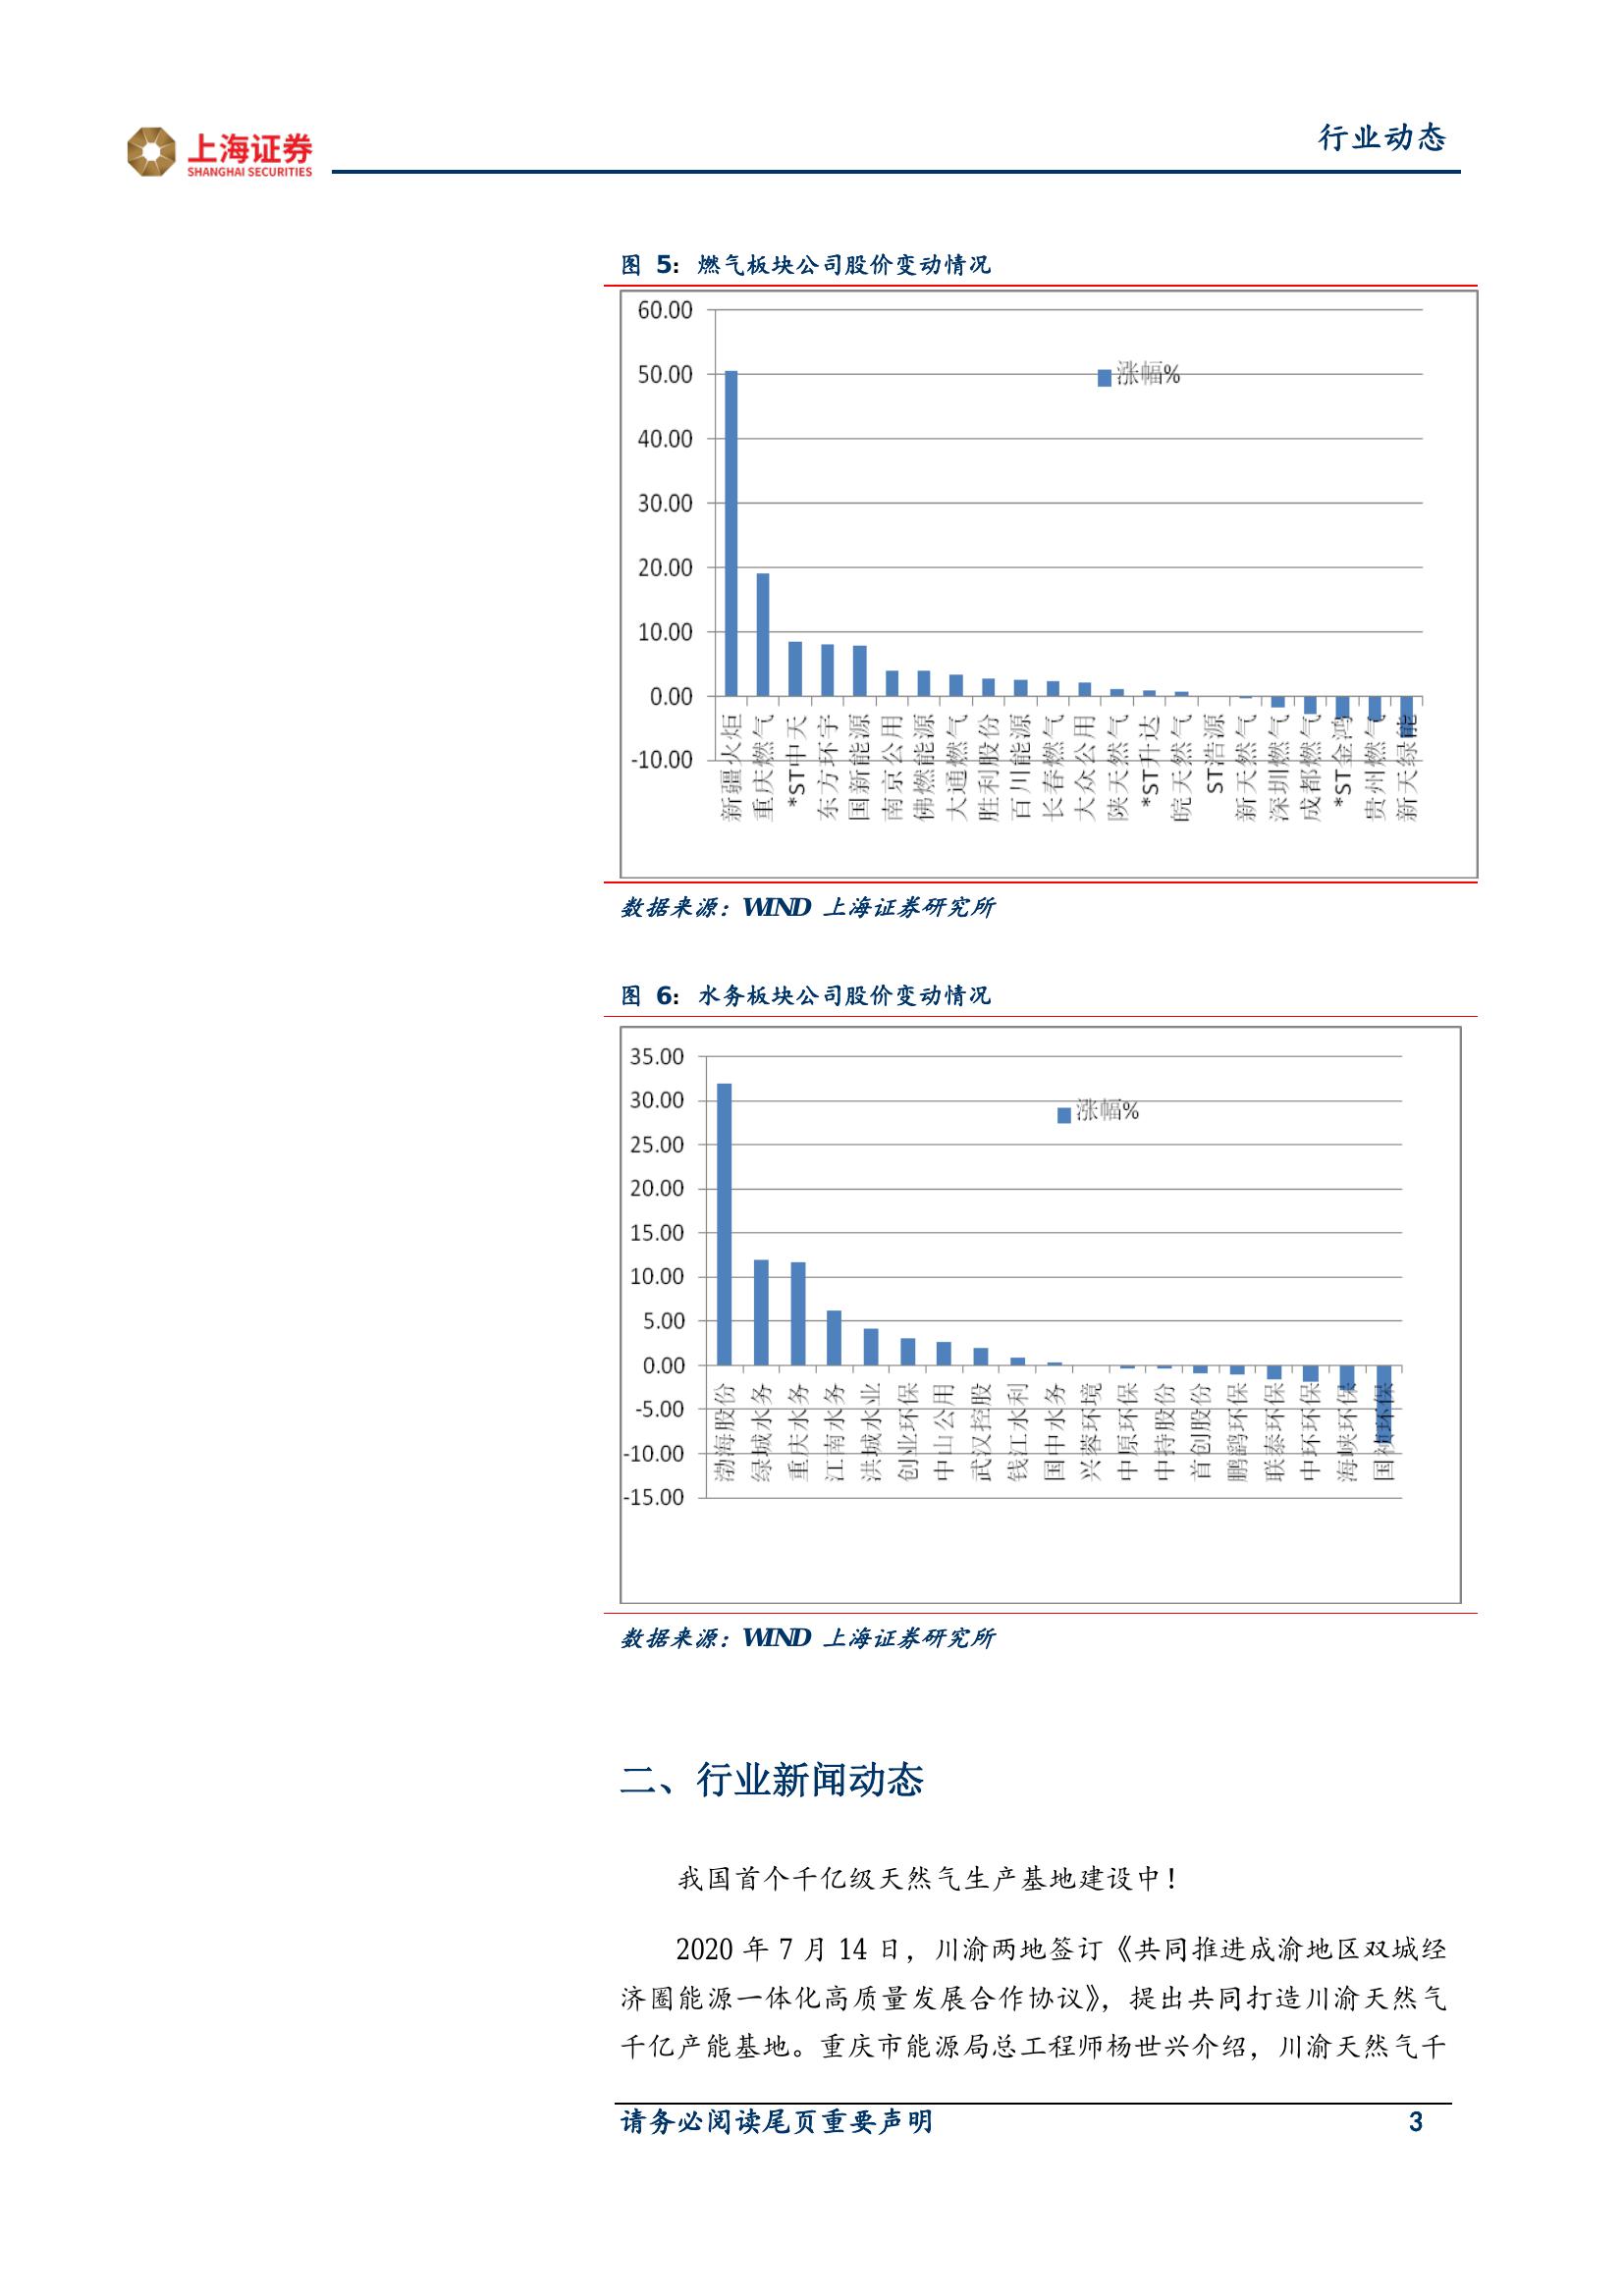 上海证券
SHANGHAI SECURITIES
行业动态
图 5: 燃气板块公司股价变动情况
60.00
50.00
40.00
30.00
20.00
10.00
0.00
-10.00
涨幅%
新疆火炬
重庆燃气
*ST中天
东方环宇
国新能源
南京公用
佛燃能源
大通燃气
胜利股份
百川能源
长春燃气
大众公用
陕天然气
*ST升达
皖天然气
ST浩源
新天然气
深圳燃气
成都燃气
*ST金鸿
贵州燃气
新天绿能
数据来源: WIND 上海证券研究所
图 6: 水务板块公司股价变动情况
35.00
30.00
25.00
20.00
15.00
10.00
5.00
0.00
-5.00
-10.00
-15.00
涨幅%
渤海股份
绿城水务
重庆水务
江南水务
洪城水业
创业环保
中山公用
武汉控股
钱江水利
国中水务
兴蓉环境
中原环保
中持股份
首创股份
鹏鹞环保
联泰环保
中环环保
海峡环保
国祯环保
数据来源: WIND 上海证券研究所
二、行业新闻动态
我国首个千亿级天然气生产基地建设中!
2020 年 7 月 14 日，川渝两地签订《共同推进成渝地区双城经
济圈能源一体化高质量发展合作协议》，提出共同打造川渝天然气
千亿产能基地。重庆市能源局总工程师杨世兴介绍，川渝天然气千
请务必阅读尾页重要声明
3